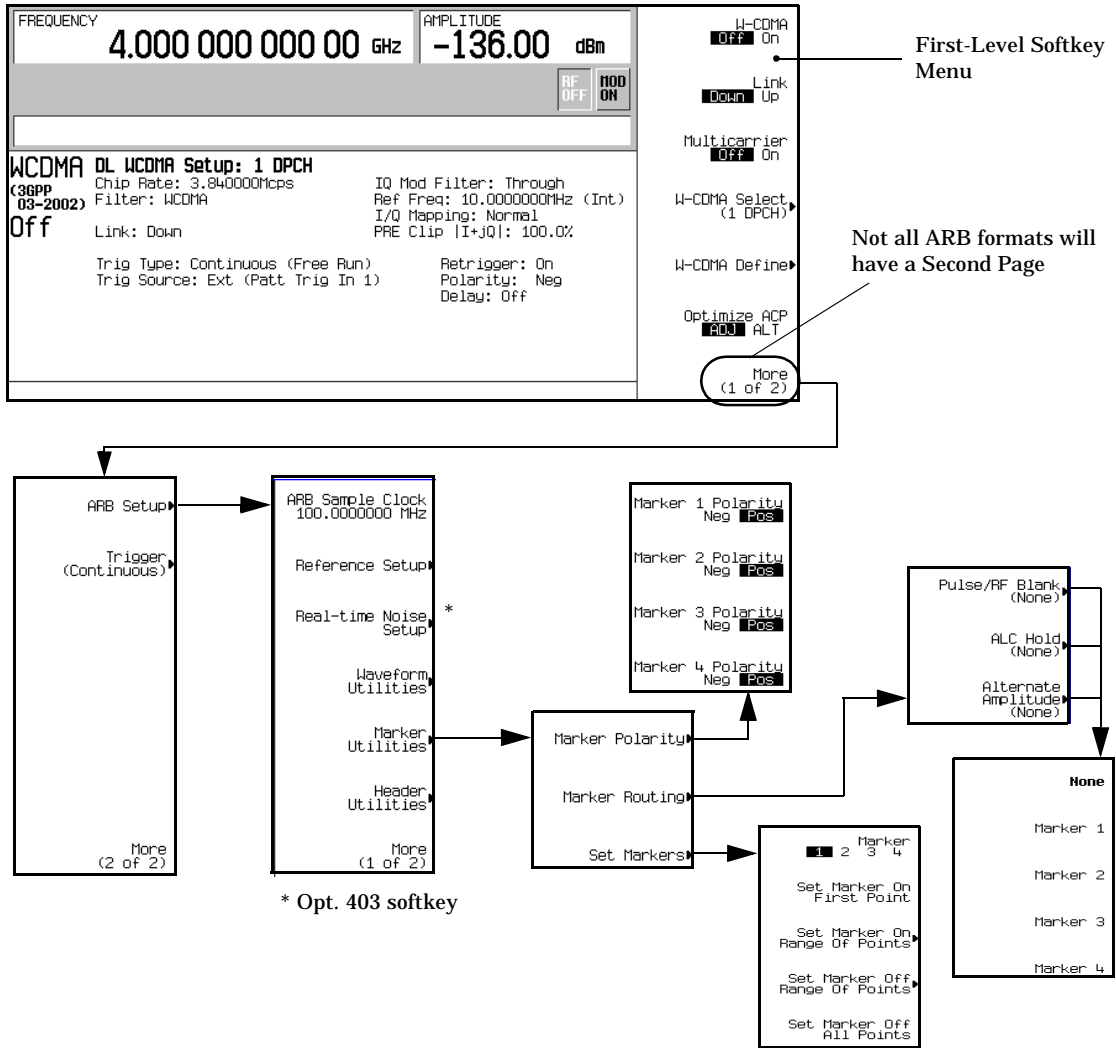 FREQUENCY
4.000 000 000 00 GHz
AMPLITUDE
-136.00 dBm
RF OFF
MOD ON
WCDMA
(3GPP
03-2002)
Off
DL WCDMA Setup: 1 DPCH
Chip Rate: 3.840000Mcps
Filter: WCDMA
Link: Down
IQ Mod Filter: Through
Ref Freq: 10.0000000MHz (Int)
I/Q Mapping: Normal
PRE Clip |I+jQ|: 100.0%
Trig Type: Continuous (Free Run)
Trig Source: Ext (Patt Trig In 1)
Retrigger: On
Polarity: Neg
Delay: Off
W-CDMA
Off On
Link
Down Up
Multicarrier
Off On
W-CDMA Select
(1 DPCH)
W-CDMA Define
Optimize ACP
ADJ ALT
More
(1 of 2)
First-Level Softkey
Menu
Not all ARB formats will
have a Second Page
ARB Setup
Trigger
(Continuous)
More
(2 of 2)
ARB Sample Clock
100.0000000 MHz
Reference Setup
Real-time Noise
Setup
*
Waveform
Utilities
Marker
Utilities
Header
Utilities
More
(1 of 2)
* Opt. 403 softkey
Marker 1 Polarity
Neg Pos
Marker 2 Polarity
Neg Pos
Marker 3 Polarity
Neg Pos
Marker 4 Polarity
Neg Pos
Marker Polarity
Marker Routing
Set Markers
Pulse/RF Blank
(None)
ALC Hold
(None)
Alternate
Amplitude
(None)
None
Marker 1
Marker 2
Marker 3
Marker 4
Marker
1 2 3 4
Set Marker On
First Point
Set Marker On
Range Of Points
Set Marker Off
Range Of Points
Set Marker Off
All Points